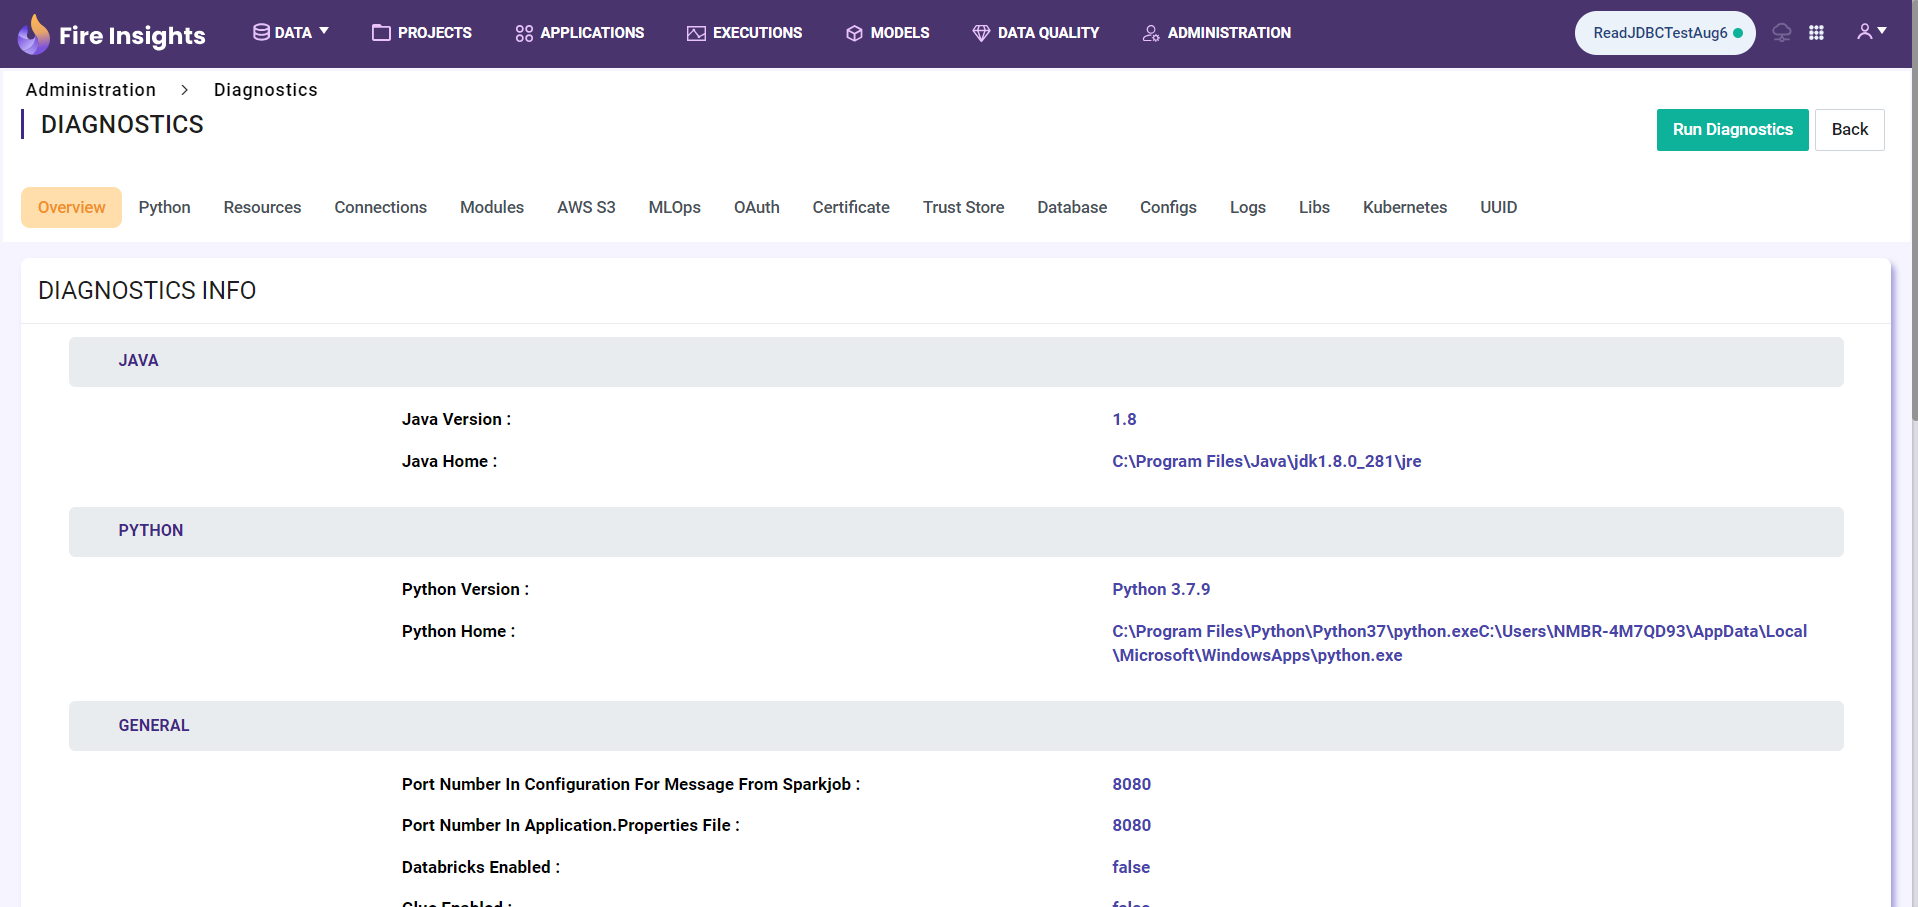 Fire Insights
DATA
PROJECTS
APPLICATIONS
EXECUTIONS
MODELS
DATA QUALITY
ADMINISTRATION
ReadJDBCTestAug6
Administration > Diagnostics
DIAGNOSTICS
Run Diagnostics
Back
Overview
Python
Resources
Connections
Modules
AWS S3
MLOps
OAuth
Certificate
Trust Store
Database
Configs
Logs
Libs
Kubernetes
UUID
DIAGNOSTICS INFO
JAVA
Java Version : 1.8
Java Home : C:\Program Files\Java\jdk1.8.0_281\jre
PYTHON
Python Version : Python 3.7.9
Python Home : C:\Program Files\Python\Python37\python.exeC:\Users\NMBR-4M7QD93\AppData\Local
\Microsoft\WindowsApps\python.exe
GENERAL
Port Number In Configuration For Message From Sparkjob : 8080
Port Number In Application.Properties File : 8080
Databricks Enabled : false
Glue Enabled : false